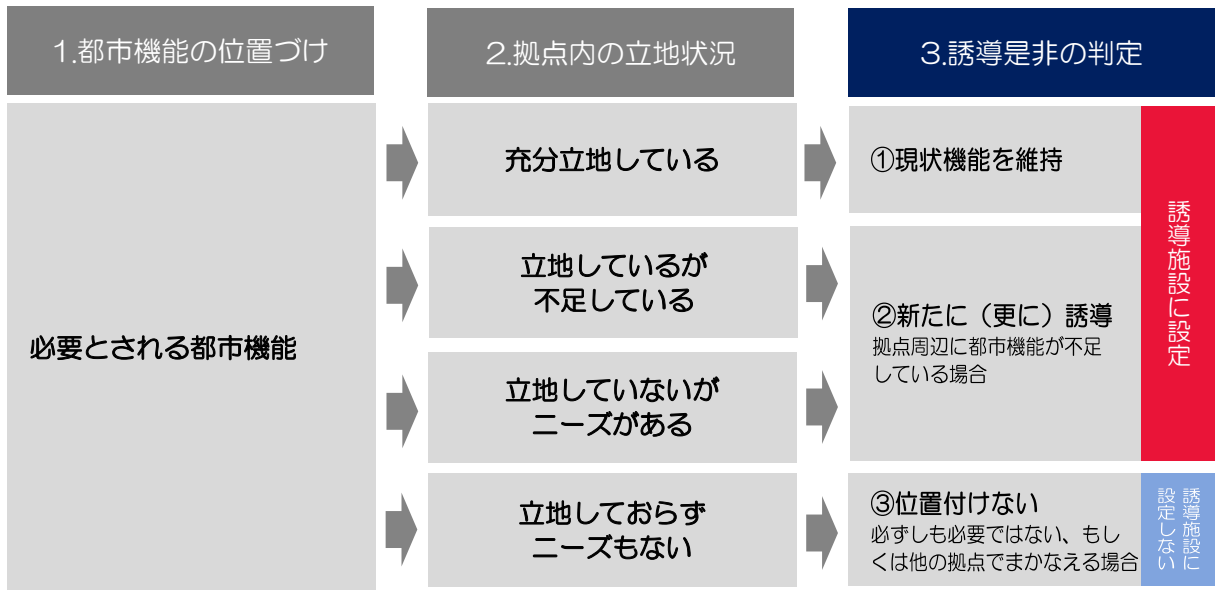 1.都市機能の位置づけ
2.拠点内の立地状況
3.誘導是非の判定
必要とされる都市機能
充分立地している
①現状機能を維持
立地しているが
不足している
立地していないが
ニーズがある
②新たに（更に）誘導
拠点周辺に都市機能が不足
している場合
誘導施設に設定
立地しておらず
ニーズもない
③位置付けない
必ずしも必要ではない、もし
くは他の拠点でまかなえる場合
誘導施設に
設定しない